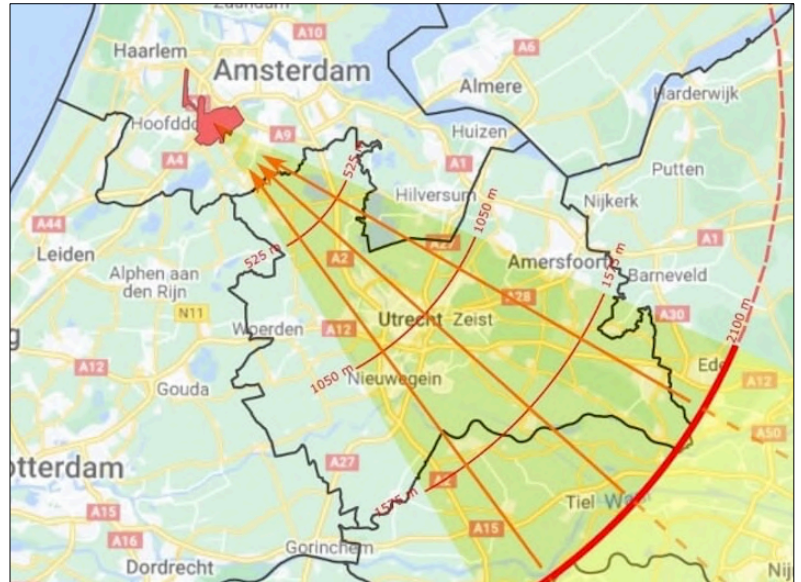 Zaandam
A10
Haarlem
Amsterdam
A6
Almere
Harderwijk
Hoofddo
A9
Huizen
A4
A1
Putten
525 m
Hilversum
Nijkerk
1050 m
A44
A1
525 m
Leiden
A2
A27
Amersfoort
1575 m
Barneveld
Alphen aan
den Rijn
A28
N11
A30
2100 m
Woerden
A12
Utrecht
Zeist
g
A12
Ede
A12
1050 m
Nieuwegein
Gouda
A50
A27
otterdam
A2
1575 m
Tiel
A15
A15
A16
Gorinchem
Dordrecht
Nij